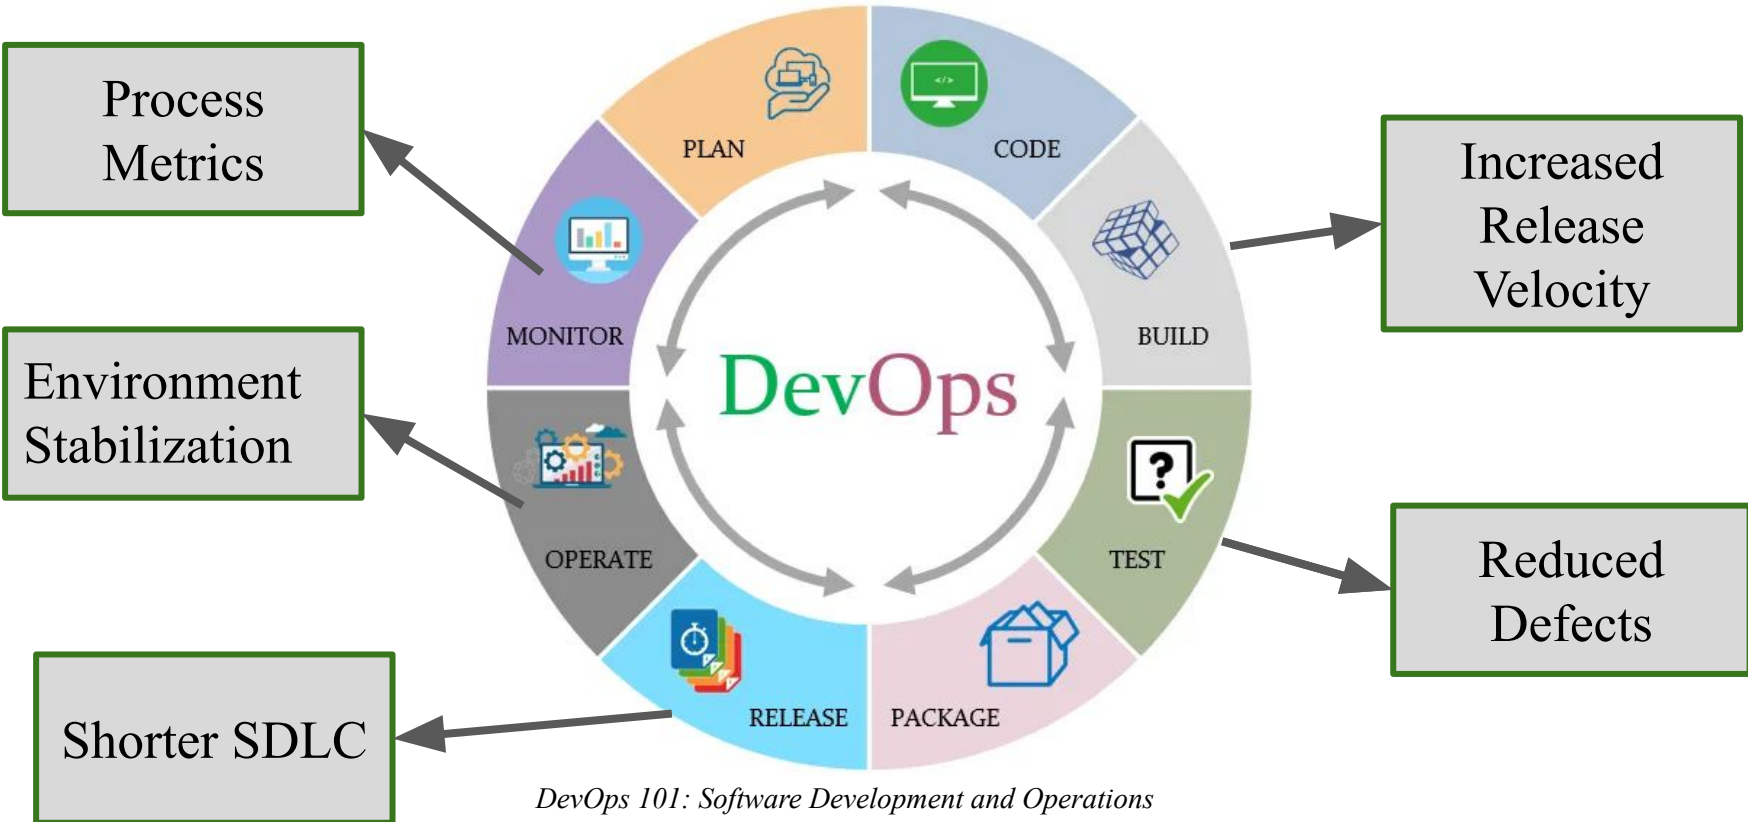 Process
Metrics
Environment
Stabilization
Shorter SDLC
PLAN
CODE
MONITOR
BUILD
DevOps
OPERATE
TEST
RELEASE
PACKAGE
</>
?
Increased
Release
Velocity
Reduced
Defects
DevOps 101: Software Development and Operations